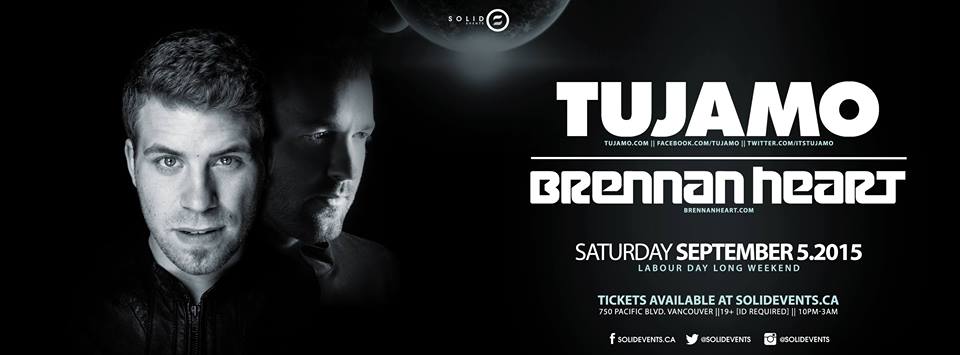 SOLID
EVENTS
TUJAMO
TUJAMO.COM || FACEBOOK.COM/TUJAMO || TWITTER.COM/ITSTUJAMO
BRENNAN HEART
BRENNANHEART.COM
SATURDAY SEPTEMBER 5.2015
LABOUR DAY LONG WEEKEND
TICKETS AVAILABLE AT SOLIDEVENTS.CA
750 PACIFIC BLVD. VANCOUVER ||19+ [ID REQUIRED] || 10PM-3AM
SOLIDEVENTS.CA @SOLIDEVENTS @SOLIDEVENTS